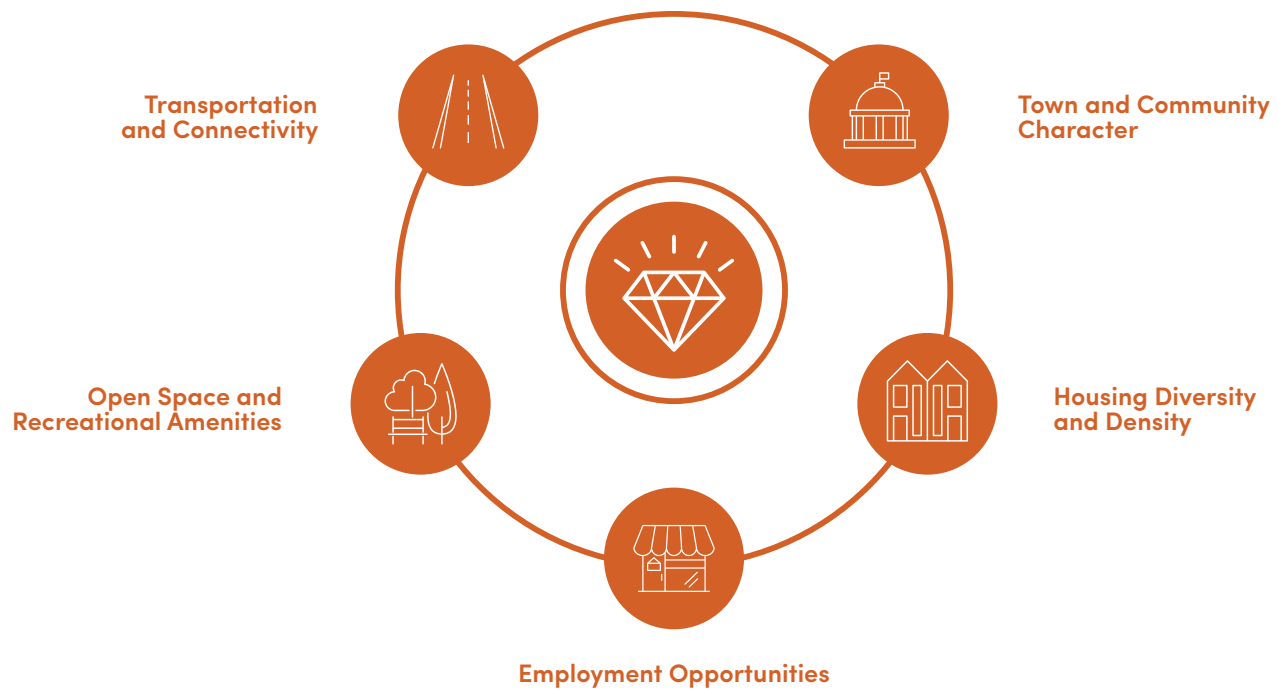 Transportation
and Connectivity
Town and Community
Character
Open Space and
Recreational Amenities
Housing Diversity
and Density
Employment Opportunities